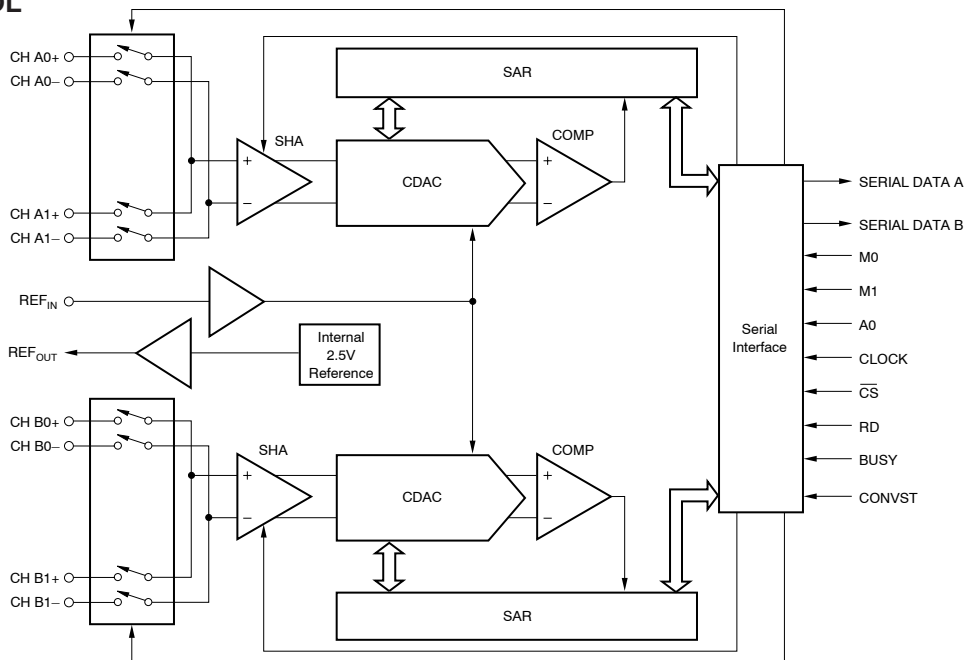 SAR
CH A0+
CH A0–
SHA
COMP
+
–
CDAC
+
–
CH A1+
CH A1–
SERIAL DATA A
SERIAL DATA B
M0
M1
A0
CLOCK
CS
RD
BUSY
CONVST
Serial
Interface
REFIN
REFOUT
Internal
2.5V
Reference
CH B0+
CH B0–
SHA
COMP
+
–
CDAC
+
–
CH B1+
CH B1–
SAR